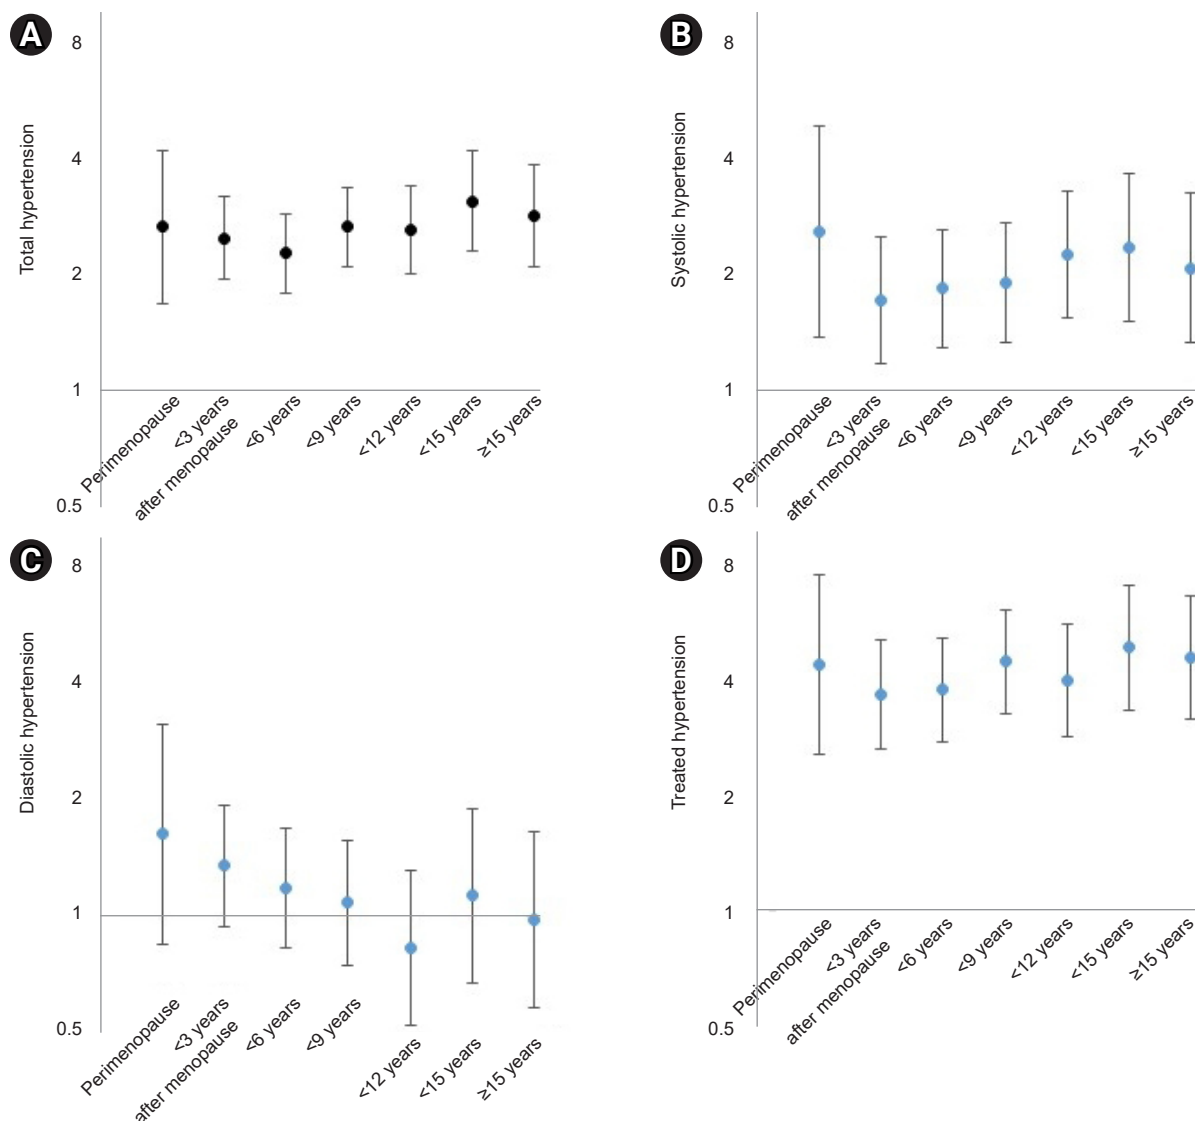 A
8
4
2
1
0.5
Total hypertension
Perimenopause
<3 years
after menopause
<6 years
<9 years
<12 years
<15 years
≥15 years
B
8
4
2
1
0.5
Systolic hypertension
Perimenopause
<3 years
after menopause
<6 years
<9 years
<12 years
<15 years
≥15 years
C
8
4
2
1
0.5
Diastolic hypertension
Perimenopause
<3 years
after menopause
<6 years
<9 years
<12 years
<15 years
≥15 years
D
8
4
2
1
0.5
Treated hypertension
Perimenopause
<3 years
after menopause
<6 years
<9 years
<12 years
<15 years
≥15 years